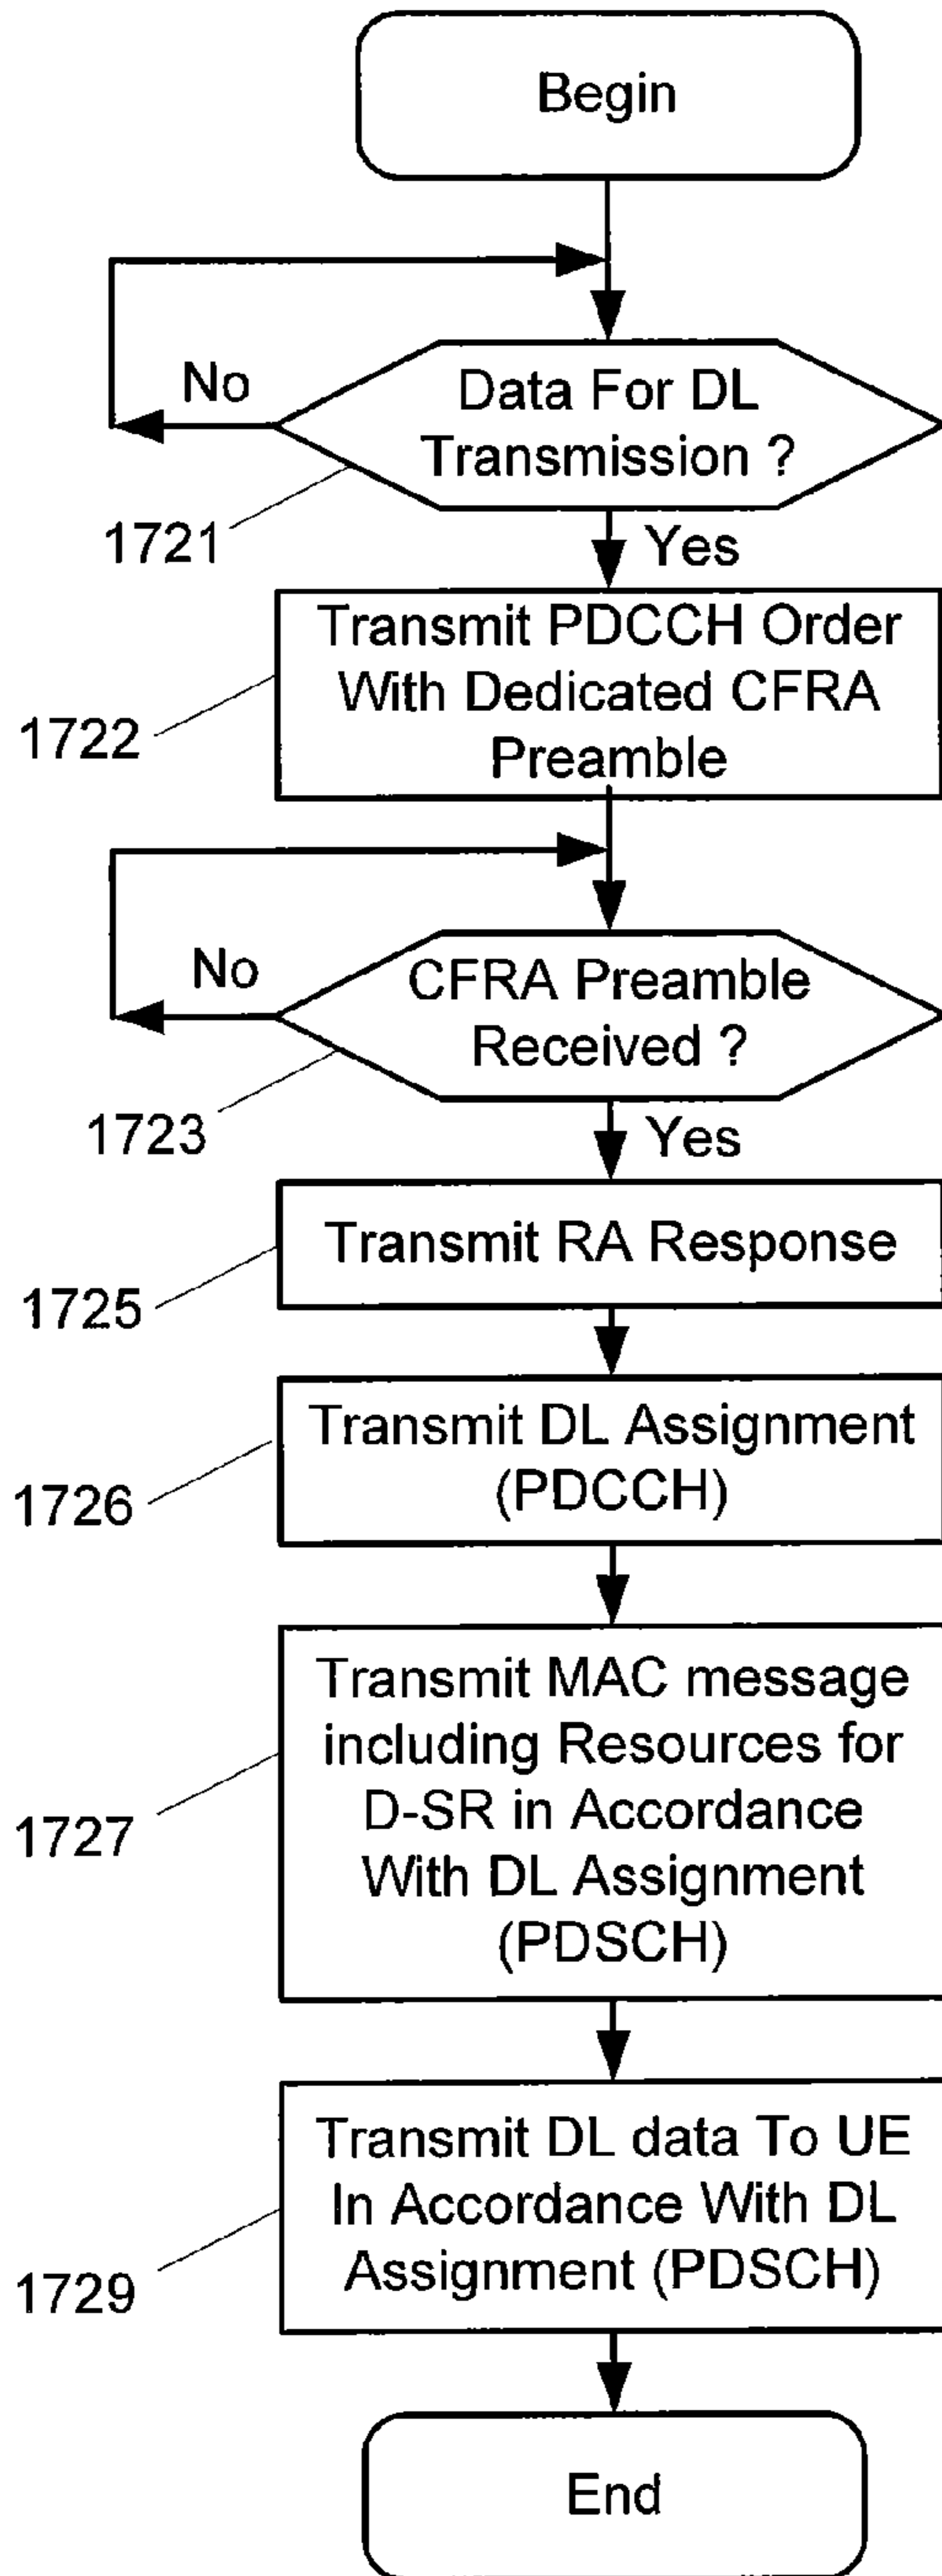 Begin
No
Data For DL
Transmission ?
1721
Yes
Transmit PDCCH Order
With Dedicated CFRA
Preamble
1722
No
CFRA Preamble
Received ?
1723
Yes
Transmit RA Response
1725
Transmit DL Assignment
(PDCCH)
1726
Transmit MAC message
including Resources for
D-SR in Accordance
With DL Assignment
(PDSCH)
1727
Transmit DL data To UE
In Accordance With DL
Assignment (PDSCH)
1729
End